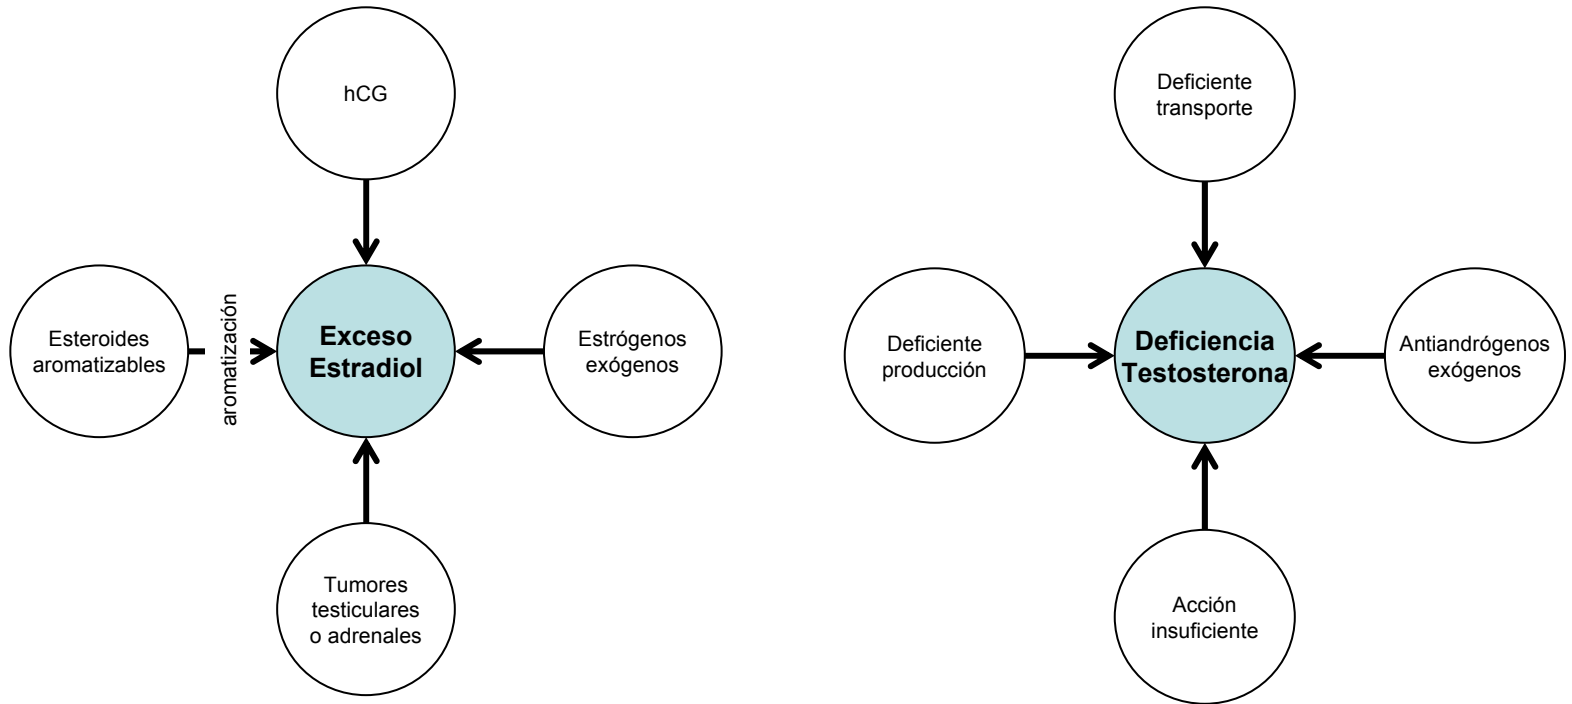 hCG
Esteroides
aromatizables
aromatización
Exceso
Estradiol
Estrógenos
exógenos
Tumores
testiculares
o adrenales
Deficiente
transporte
Deficiente
producción
Deficiencia
Testosterona
Antiandrógenos
exógenos
Acción
insuficiente